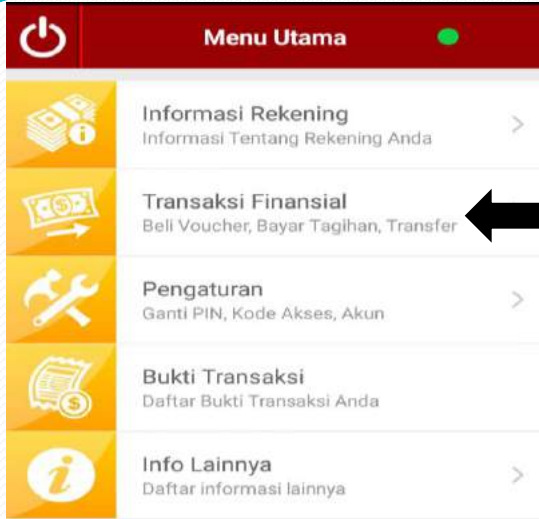 Menu Utama
Informasi Rekening
Informasi Tentang Rekening Anda
Transaksi Finansial
Beli Voucher, Bayar Tagihan, Transfer
Pengaturan
Ganti PIN, Kode Akses, Akun
Bukti Transaksi
Daftar Bukti Transaksi Anda
Info Lainnya
Daftar informasi lainnya